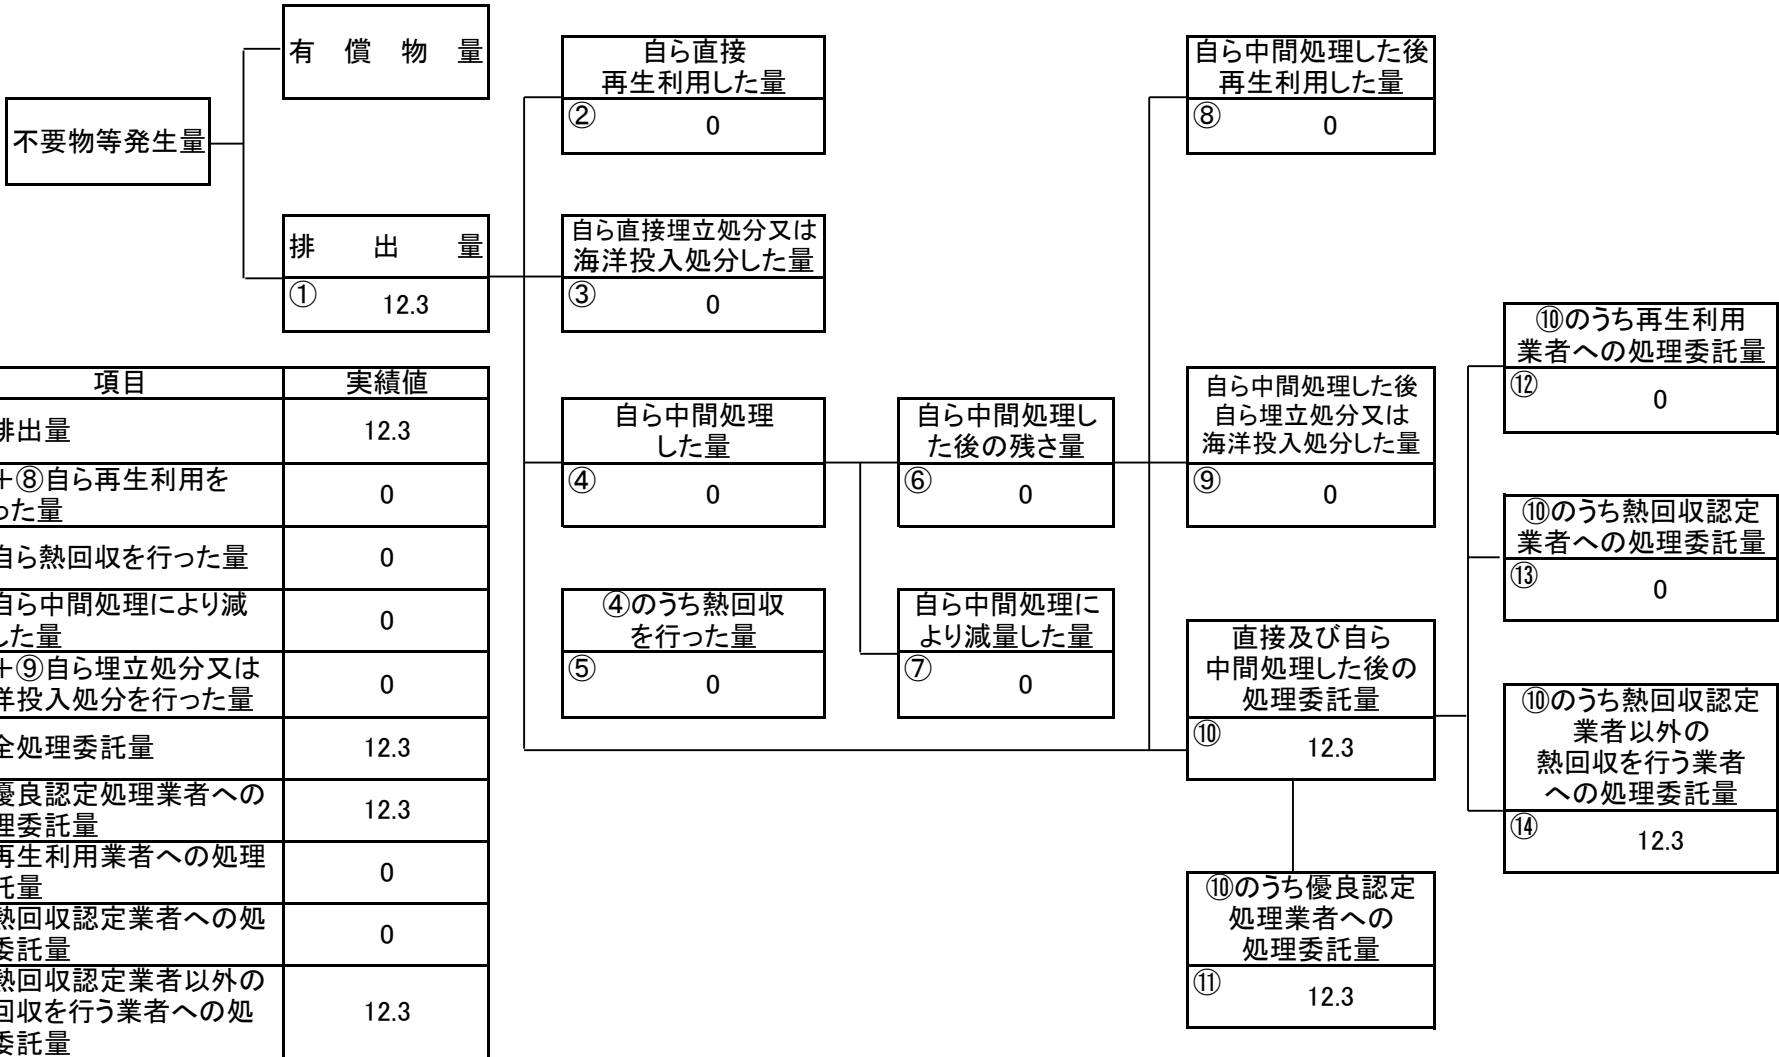 有償物量
不要物等発生量
排出量
①
12.3
自ら直接
再生利用した量
②
0
自ら直接埋立処分又は
海洋投入処分した量
③
0
自ら中間処理
した量
④
0
④のうち熱回収
を行った量
⑤
0
自ら中間処理し
た後の残さ量
⑥
0
自ら中間処理に
より減量した量
⑦
0
自ら中間処理した後
再生利用した量
⑧
0
自ら中間処理した後
自ら埋立処分又は
海洋投入処分した量
⑨
0
直接及び自ら
中間処理した後の
処理委託量
⑩
12.3
⑩のうち優良認定
処理業者への
処理委託量
⑪
12.3
⑩のうち再生利用
業者への処理委託量
⑫
0
⑩のうち熱回収認定
業者への処理委託量
⑬
0
⑩のうち熱回収認定
業者以外の
熱回収を行う業者
への処理委託量
⑭
12.3
項目
実績値
排出量
12.3
＋⑧自ら再生利用を
った量
0
自ら熱回収を行った量
0
自ら中間処理により減
した量
0
＋⑨自ら埋立処分又は
洋投入処分を行った量
0
全処理委託量
12.3
優良認定処理業者への
理委託量
12.3
再生利用業者への処理
託量
0
熱回収認定業者への処
委託量
0
熱回収認定業者以外の
回収を行う業者への処
委託量
12.3